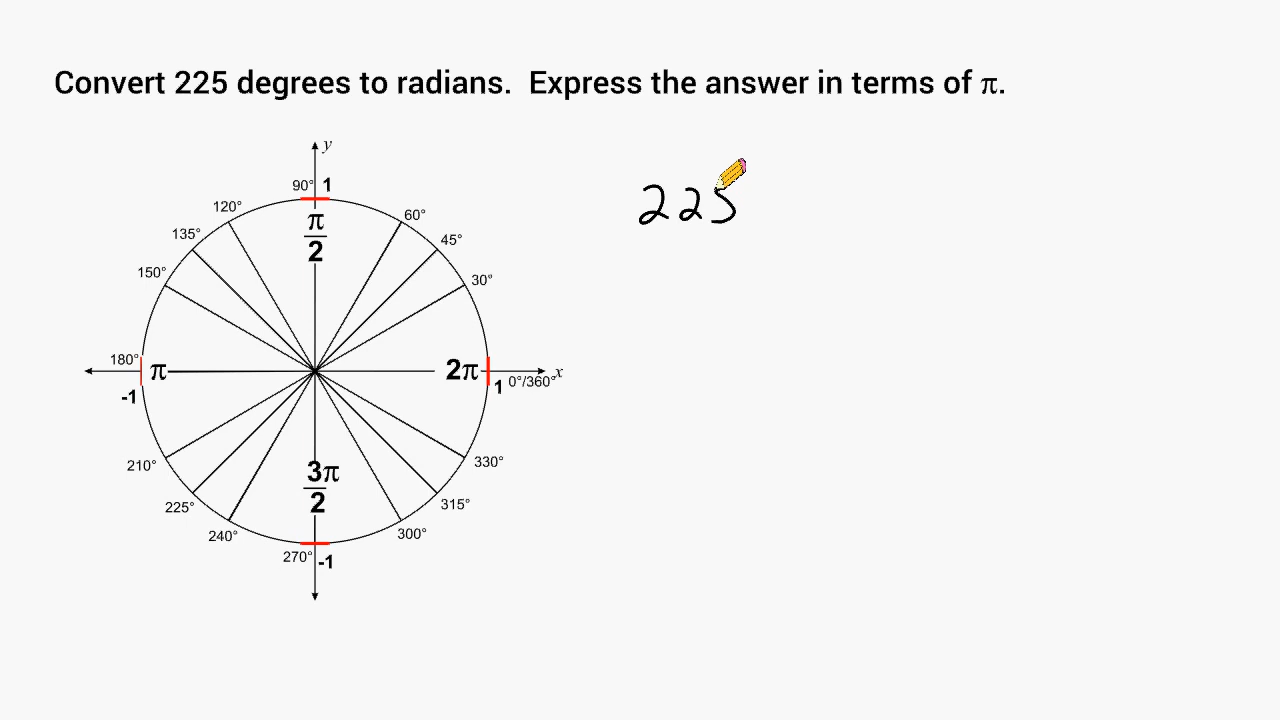 Convert 225 degrees to radians. Express the answer in terms of π.
y
90° 1
120° 60°
π/2
135° 45°
225
150° 30°
180° π 2π x
-1 1 0°/360°
210° 330°
3π/2
225° 315°
240° 300°
270° -1